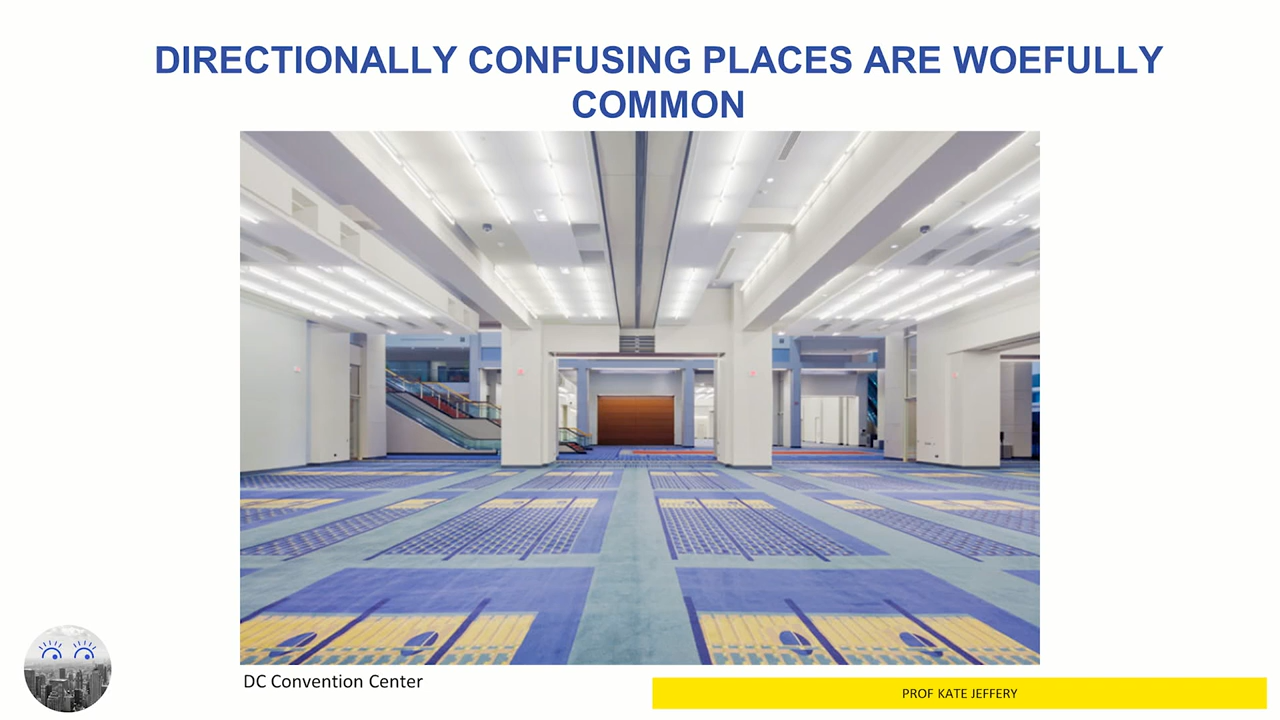 DIRECTIONALLY CONFUSING PLACES ARE WOEFULLY
COMMON
DC Convention Center
PROF KATE JEFFERY